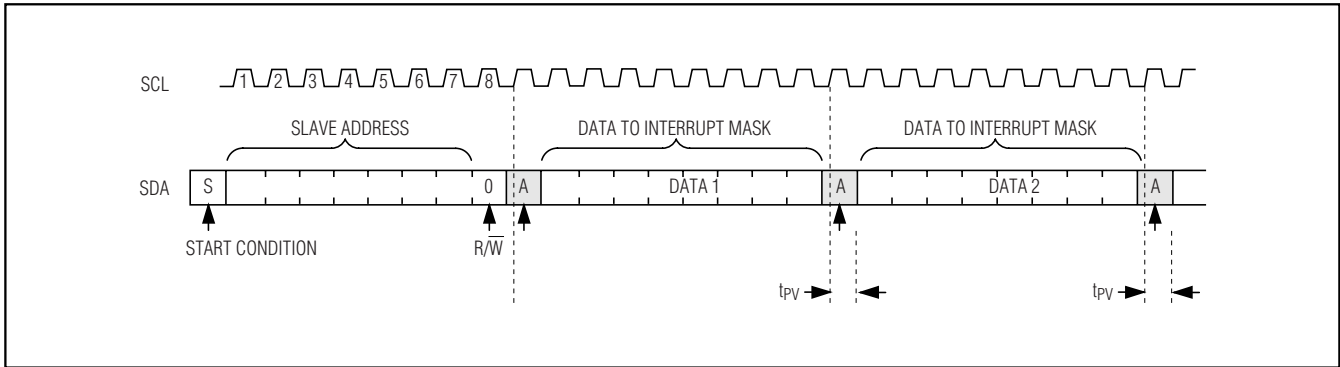 SCL 1 2 3 4 5 6 7 8
SLAVE ADDRESS DATA TO INTERRUPT MASK DATA TO INTERRUPT MASK
SDA S 0 A DATA 1 A DATA 2 A
START CONDITION R/W̅
tPV tPV